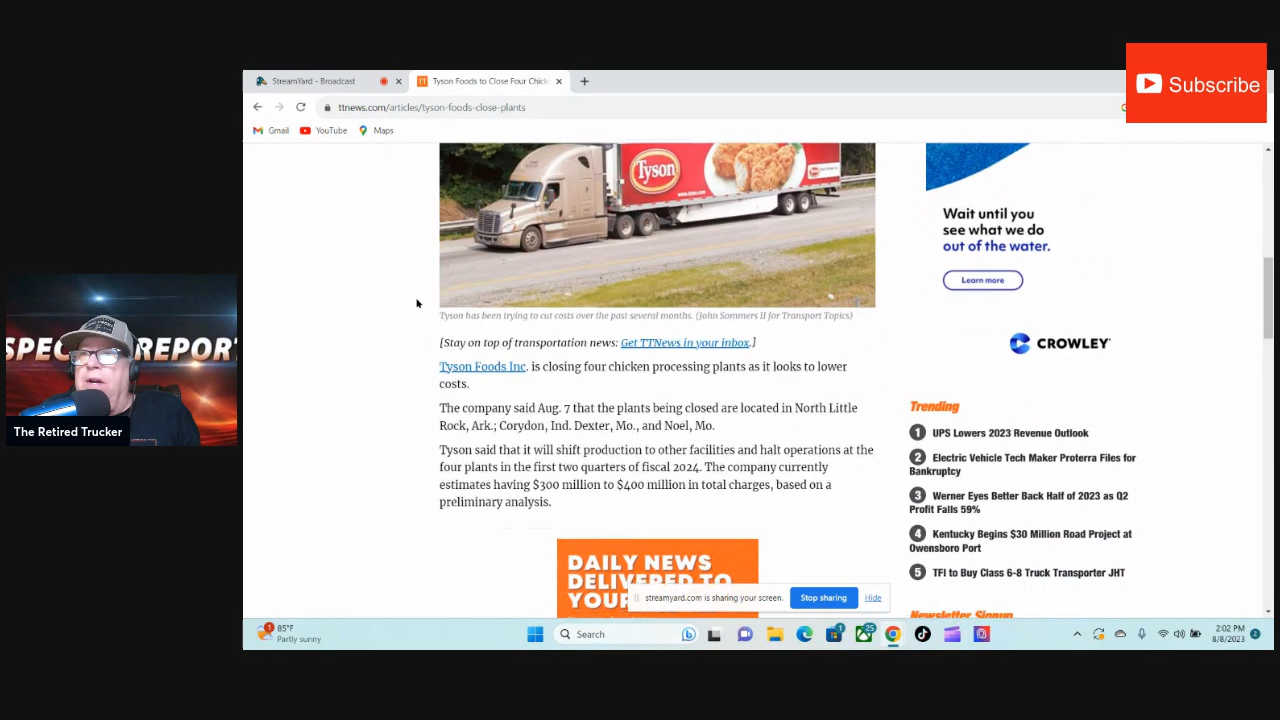 Subscribe
StreamYard - Broadcast
Tyson Foods to Close Four Chick
ttnews.com/articles/tyson-foods-close-plants
Gmail
YouTube
Maps
Tyson
Tyson
Tyson has been trying to cut costs over the past several months. (John Sommers II for Transport Topics)
[Stay on top of transportation news: Get TTNews in your inbox.]
Tyson Foods Inc. is closing four chicken processing plants as it looks to lower
costs.
The company said Aug. 7 that the plants being closed are located in North Little
Rock, Ark.; Corydon, Ind. Dexter, Mo., and Noel, Mo.
Tyson said that it will shift production to other facilities and halt operations at the
four plants in the first two quarters of fiscal 2024. The company currently
estimates having $300 million to $400 million in total charges, based on a
preliminary analysis.
DAILY NEWS
DELIVERED TO
YOUR
Wait until you
see what we do
out of the water.
Learn more
CROWLEY
Trending
1 UPS Lowers 2023 Revenue Outlook
2 Electric Vehicle Tech Maker Proterra Files for
Bankruptcy
3 Werner Eyes Better Back Half of 2023 as Q2
Profit Falls 59%
4 Kentucky Begins $30 Million Road Project at
Owensboro Port
5 TFI to Buy Class 6-8 Truck Transporter JHT
Newsletter Signup
streamyard.com is sharing your screen.
Stop sharing
Hide
SPEC REPORT
The Retired Trucker
1
85°F
Partly sunny
Search
1
25
2:02 PM
8/8/2023
2